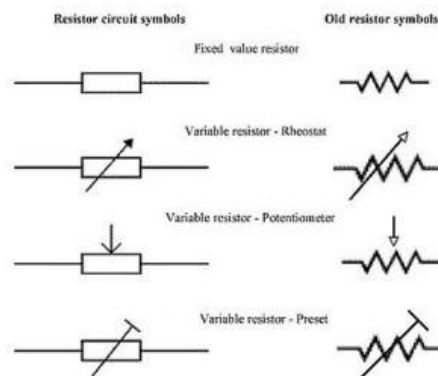 Resistor circuit symbols
Old resistor symbols
Fixed value resistor
Variable resistor - Rheostat
Variable resistor - Potentiometer
Variable resistor - Preset